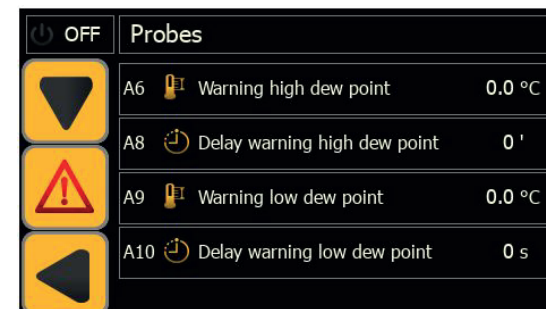 OFF Probes
A6 Warning high dew point 0.0 °C
A8 Delay warning high dew point 0 '
A9 Warning low dew point 0.0 °C
A10 Delay warning low dew point 0 s